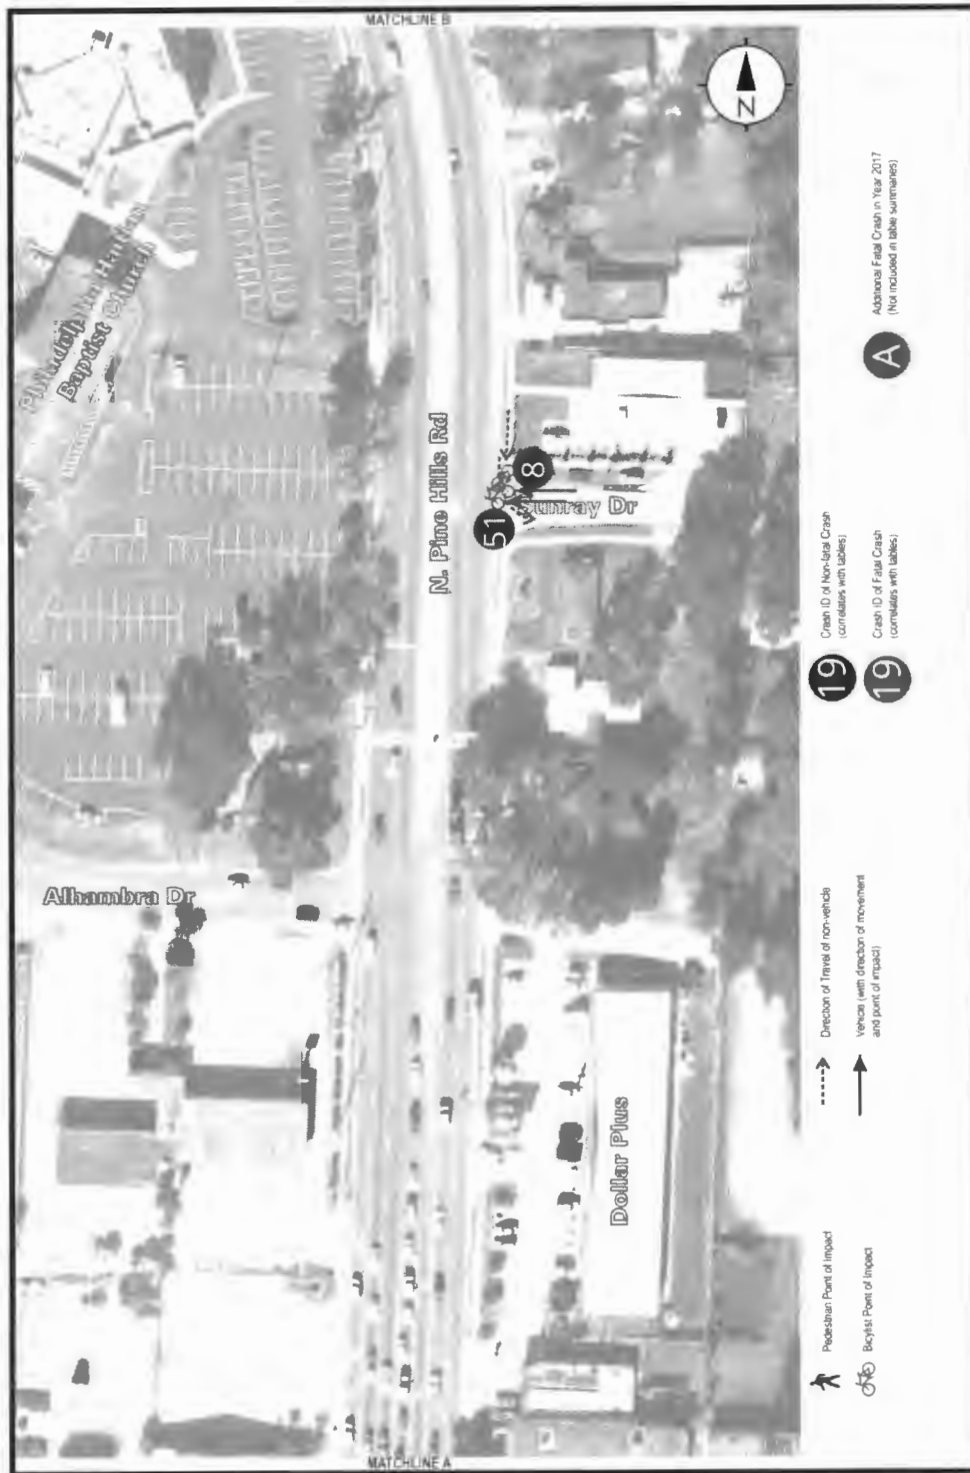 MATCHLINE B
N
Philadelphia Haitian
Baptist Church
N. Pine Hills Rd
8
51
Sunray Dr
Alhambra Dr
Dollar Plus
MATCHLINE A
Pedestrian Point of Impact
Bicylist Point of Impact
Direction of Travel of non-vehicle
Vehicle (with direction of movement
and point of impact)
19
Crash ID of Non-fatal Crash
(correlates with tables)
19
Crash ID of Fatal Crash
(correlates with tables)
A
Additional Fatal Crash in Year 2017
(Not included in table summaries)